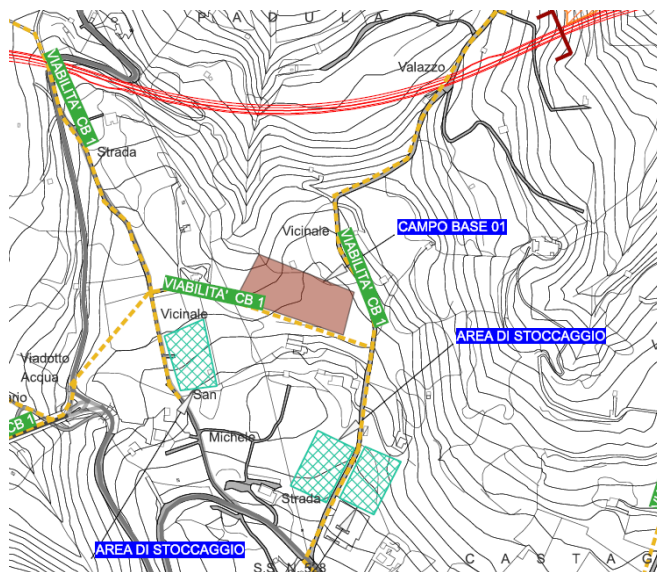 P A D U L A
VIABILITA' CB 1
Valazzo
Strada
Vicinale
CAMPO BASE 01
VIABILITA' CB 1
VIABILITA' CB 1
Vicinale
AREA DI STOCCAGGIO
Viadotto
Acqua
San
CB 1
Michele
Strada
AREA DI STOCCAGGIO
S.S. N. 528
C A S T A G